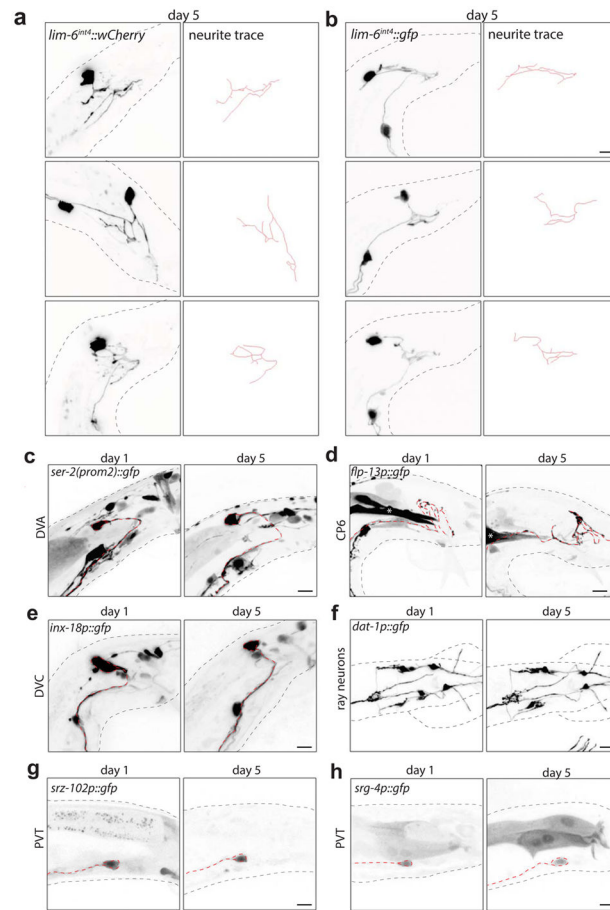 a
day 5
b
lim-6int4::wCherry
neurite trace
lim-6int4::gfp
neurite trace
c
day 1
day 5
d
day 1
day 5
ser-2(prom2)::gfp
flp-13p::gfp
DVA
CP6
*
*
e
day 1
day 5
f
day 1
day 5
inx-18p::gfp
dat-1p::gfp
DVC
ray neurons
g
day 1
day 5
h
day 1
day 5
srz-102p::gfp
srg-4p::gfp
PVT
PVT